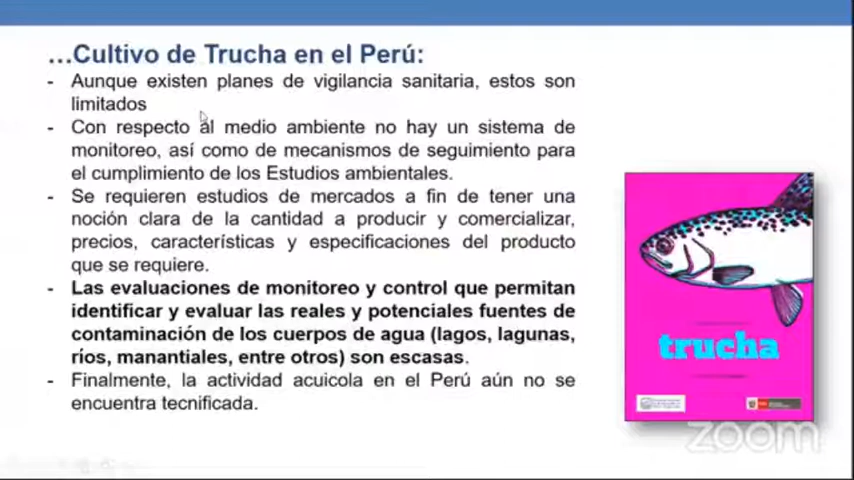 ...Cultivo de Trucha en el Perú:
- Aunque existen planes de vigilancia sanitaria, estos son
limitados
- Con respecto al medio ambiente no hay un sistema de
monitoreo, así como de mecanismos de seguimiento para
el cumplimiento de los Estudios ambientales.
- Se requieren estudios de mercados a fin de tener una
noción clara de la cantidad a producir y comercializar,
precios, características y especificaciones del producto
que se requiere.
- Las evaluaciones de monitoreo y control que permitan
identificar y evaluar las reales y potenciales fuentes de
contaminación de los cuerpos de agua (lagos, lagunas,
ríos, manantiales, entre otros) son escasas.
- Finalmente, la actividad acuicola en el Perú aún no se
encuentra tecnificada.
trucha
zoom